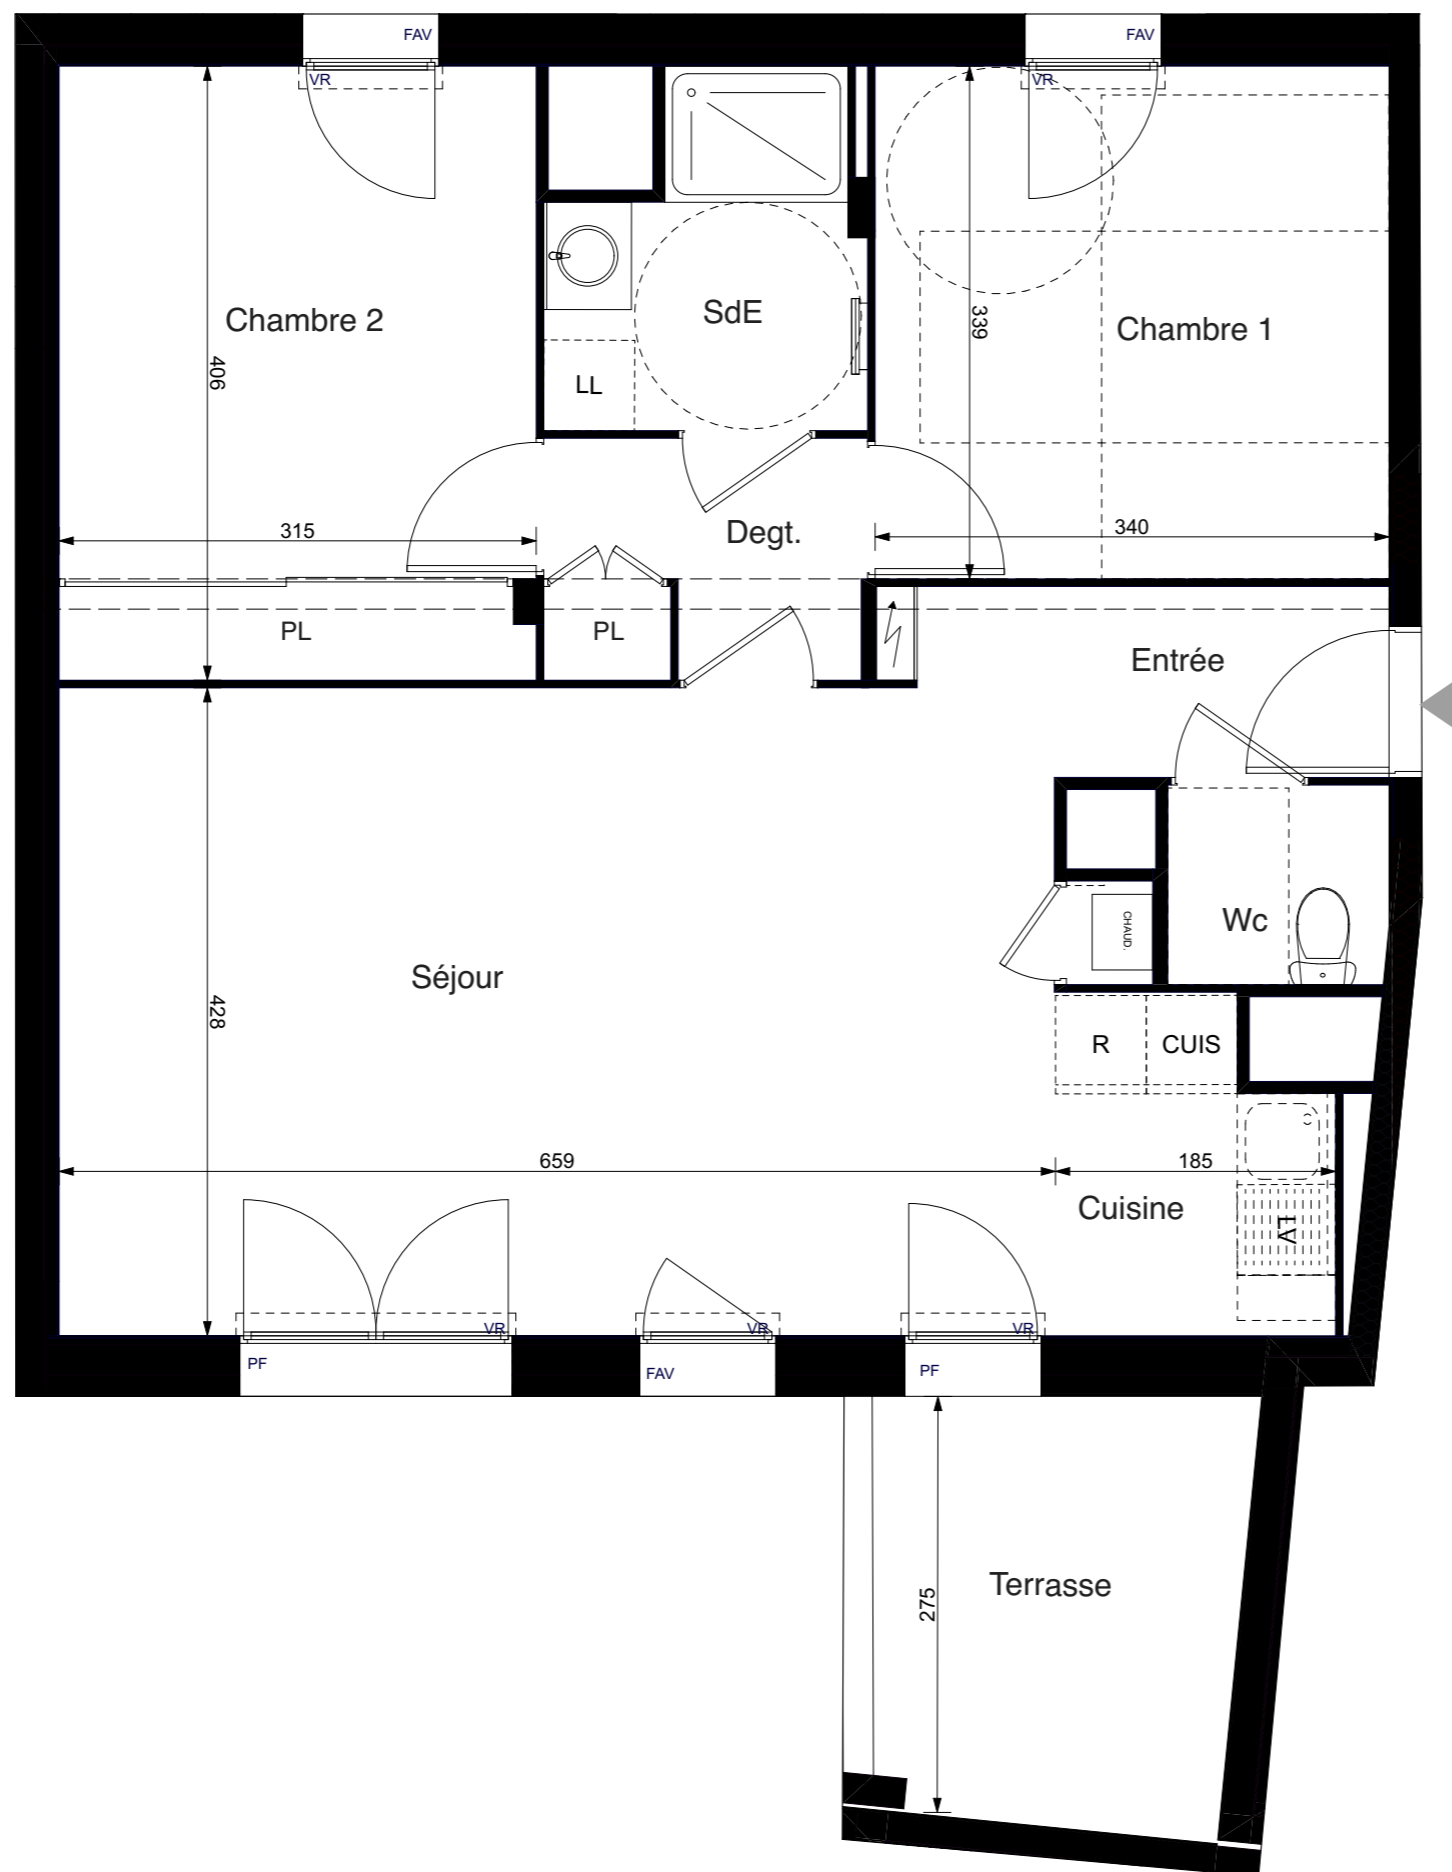 FAV
FAV
VR
VR
Chambre 2
SdE
Chambre 1
339
406
LL
315
Degt.
340
PL
PL
Entrée
CHAUD.
Wc
Séjour
428
R
CUIS
659
185
Cuisine
LV
VR
VR
VR
PF
FAV
PF
Terrasse
275